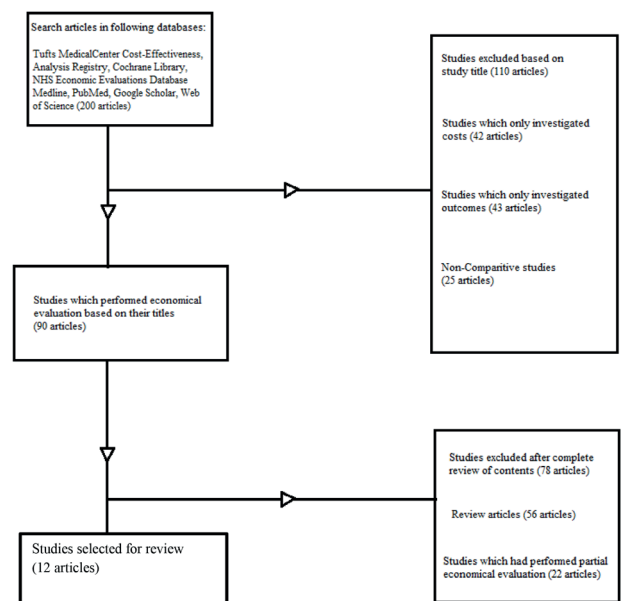 Search articles in following databases:
Tufts MedicalCenter Cost-Effectiveness,
Analysis Registry, Cochrane Library,
NHS Economic Evaluations Database
Medline, PubMed, Google Scholar, Web
of Science (200 articles)
Studies excluded based on
study title (110 articles)
Studies which only investigated
costs (42 articles)
Studies which only investigated
outcomes (43 articles)
Non-Comparitive studies
(25 articles)
Studies which performed economical
evaluation based on their titles
(90 articles)
Studies excluded after complete
review of contents (78 articles)
Review articles (56 articles)
Studies which had performed partial
economical evaluation (22 articles)
Studies selected for review
(12 articles)